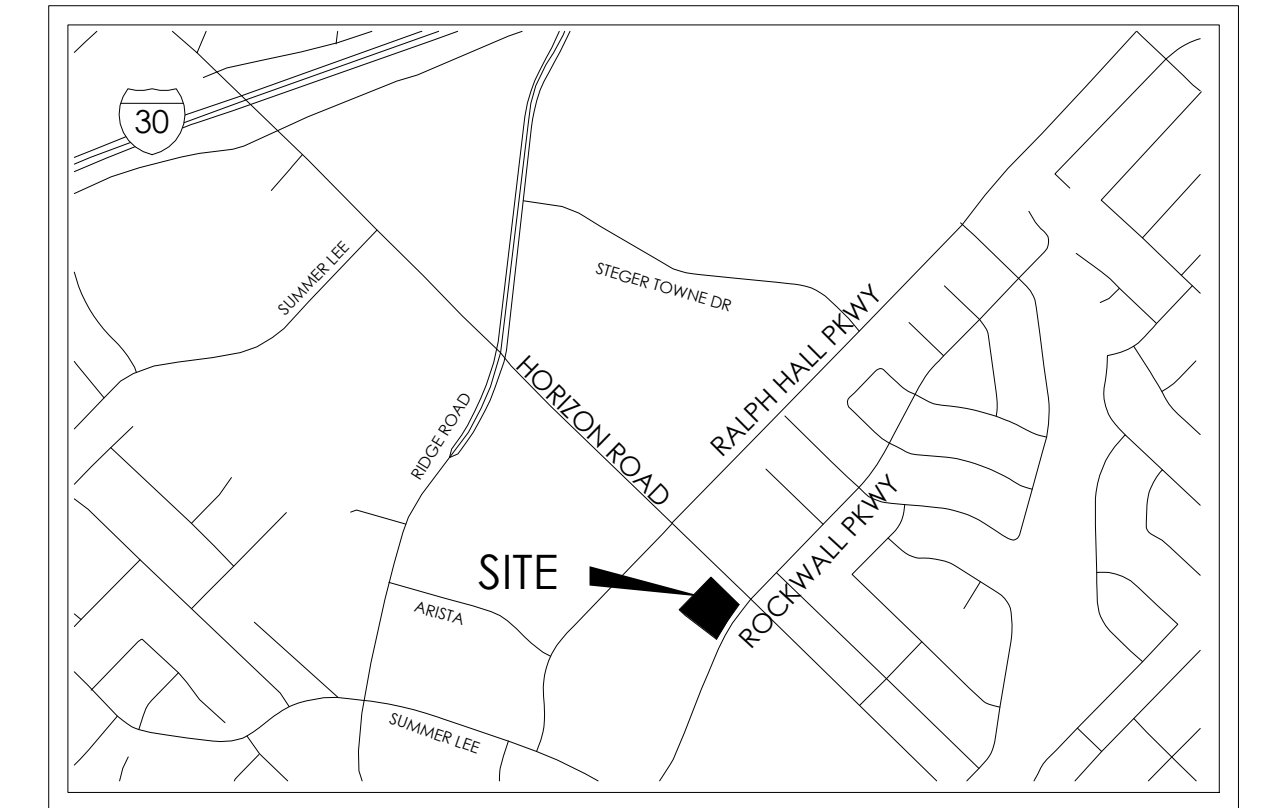 30
SUMMER LEE
STEGER TOWNE DR
RALPH HALL PKWY
HORIZON ROAD
RIDGE ROAD
ROCKWALL PKWY
SITE
ARISTA
SUMMER LEE